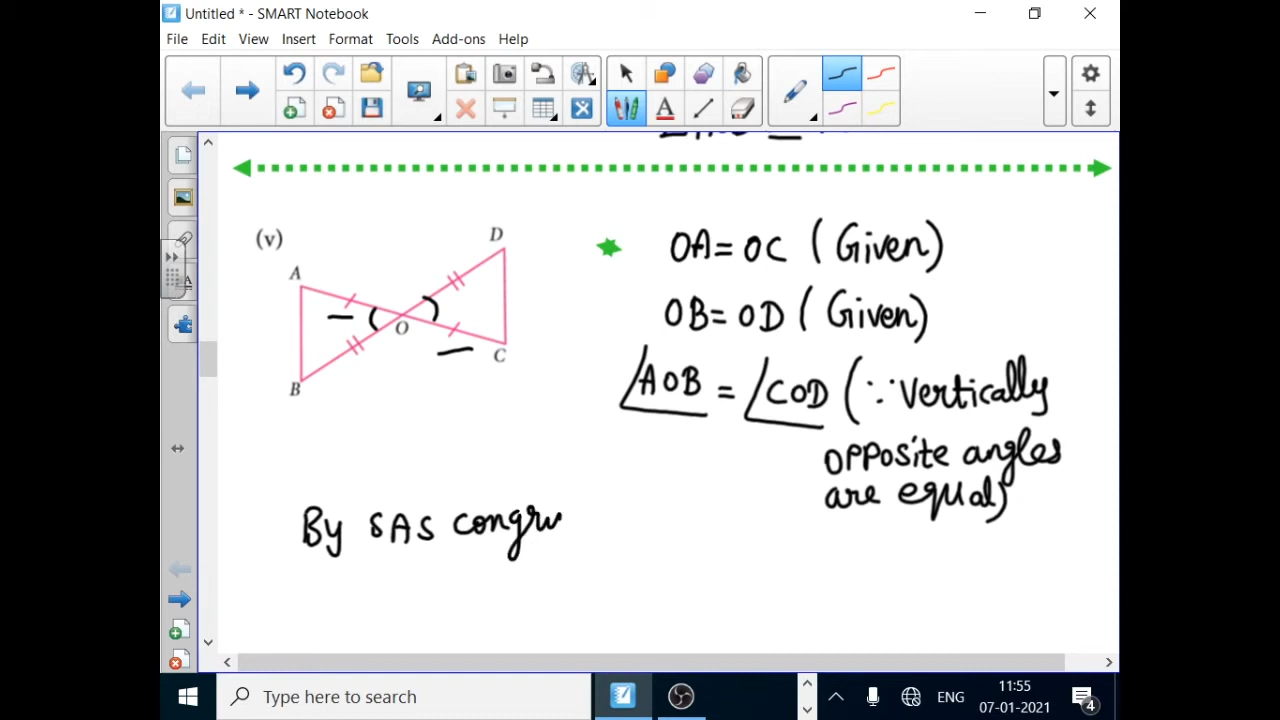 Untitled * - SMART Notebook
File Edit View Insert Format Tools Add-ons Help
(v)
D
A
O
C
B
OA = OC (Given)
OB = OD (Given)
∠AOB = ∠COD (∵ Vertically
opposite angles
are equal)
By SAS congru
Type here to search
ENG
11:55
07-01-2021
4